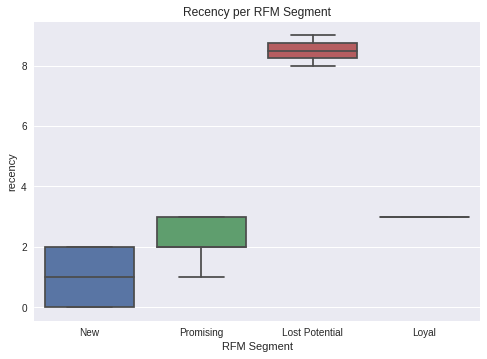 Recency per RFM Segment
recency
8
6
4
2
0
New
Promising
Lost Potential
Loyal
RFM Segment